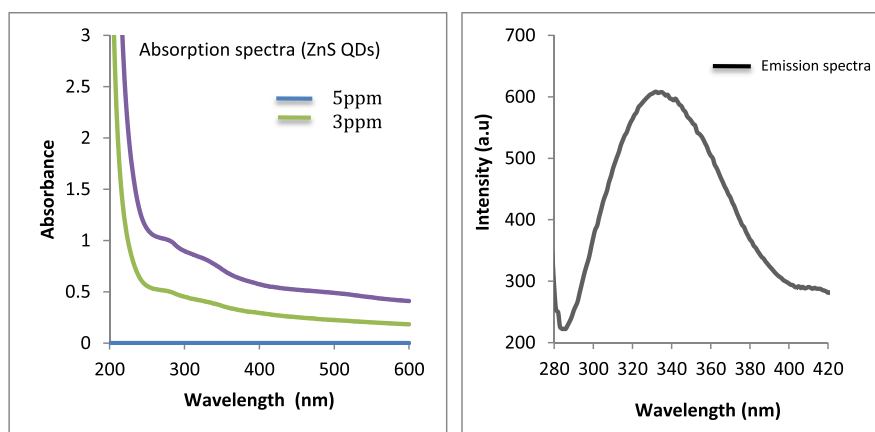 Absorption spectra (ZnS QDs)
5ppm
3ppm
3
2.5
2
1.5
1
0.5
0
Absorbance
200 300 400 500 600
Wavelength (nm)
Emission spectra
700
600
500
400
300
200
Intensity (a.u)
280 300 320 340 360 380 400 420
Wavelength (nm)